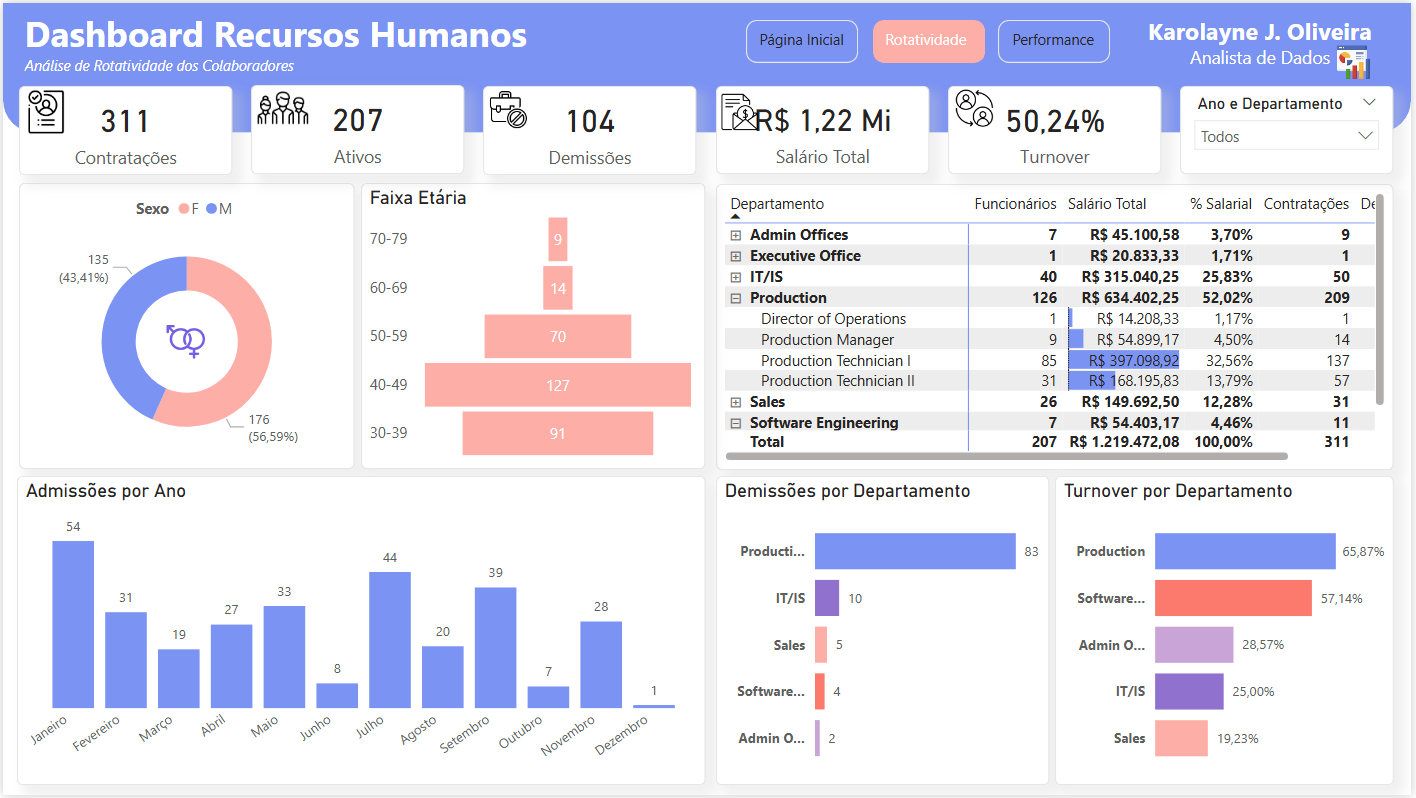 Dashboard Recursos Humanos
Análise de Rotatividade dos Colaboradores
Página Inicial
Rotatividade
Performance
Karolayne J. Oliveira
Analista de Dados
311
Contratações
207
Ativos
104
Demissões
R$ 1,22 Mi
Salário Total
50,24%
Turnover
Ano e Departamento
Todos
Sexo F M
135
(43,41%)
176
(56,59%)
Faixa Etária
70-79 9
60-69 14
50-59 70
40-49 127
30-39 91
Departamento Funcionários Salário Total % Salarial Contratações De
Admin Offices 7 R$ 45.100,58 3,70% 9
Executive Office 1 R$ 20.833,33 1,71% 1
IT/IS 40 R$ 315.040,25 25,83% 50
Production 126 R$ 634.402,25 52,02% 209
Director of Operations 1 R$ 14.208,33 1,17% 1
Production Manager 9 R$ 54.899,17 4,50% 14
Production Technician I 85 R$ 397.098,92 32,56% 137
Production Technician II 31 R$ 168.195,83 13,79% 57
Sales 26 R$ 149.692,50 12,28% 31
Software Engineering 7 R$ 54.403,17 4,46% 11
Total 207 R$ 1.219.472,08 100,00% 311
Admissões por Ano
54
31
19
27
33
8
44
20
39
7
28
1
Janeiro
Fevereiro
Março
Abril
Maio
Junho
Julho
Agosto
Setembro
Outubro
Novembro
Dezembro
Demissões por Departamento
Producti... 83
IT/IS 10
Sales 5
Software... 4
Admin O... 2
Turnover por Departamento
Production 65,87%
Software... 57,14%
Admin O... 28,57%
IT/IS 25,00%
Sales 19,23%